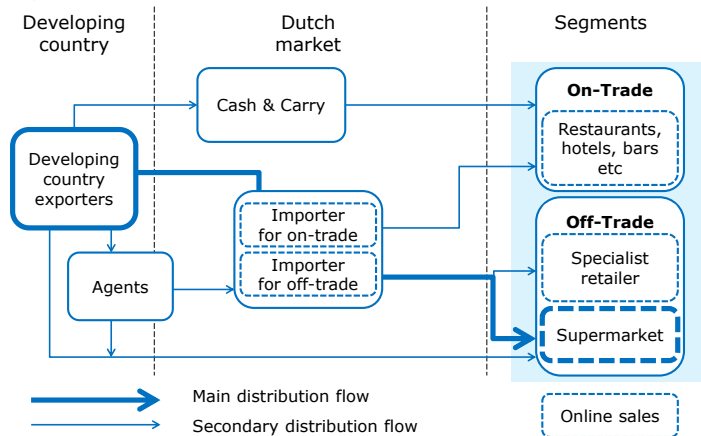 Developing
country
Dutch
market
Segments
Cash & Carry
On-Trade
Restaurants,
hotels, bars
etc
Developing
country
exporters
Importer
for on-trade
Importer
for off-trade
Off-Trade
Specialist
retailer
Agents
Supermarket
Main distribution flow
Secondary distribution flow
Online sales